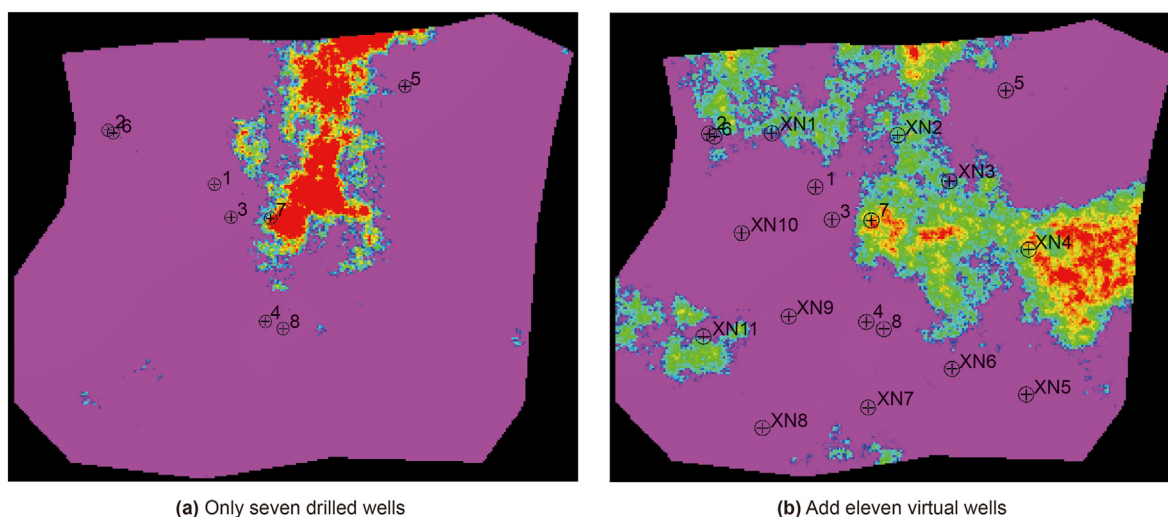 5
2
6
1
3
7
4
8
(a) Only seven drilled wells
5
2
6
XN1
XN2
1
XN3
3
7
XN10
XN4
XN9
4
8
XN11
XN6
XN5
XN7
XN8
(b) Add eleven virtual wells